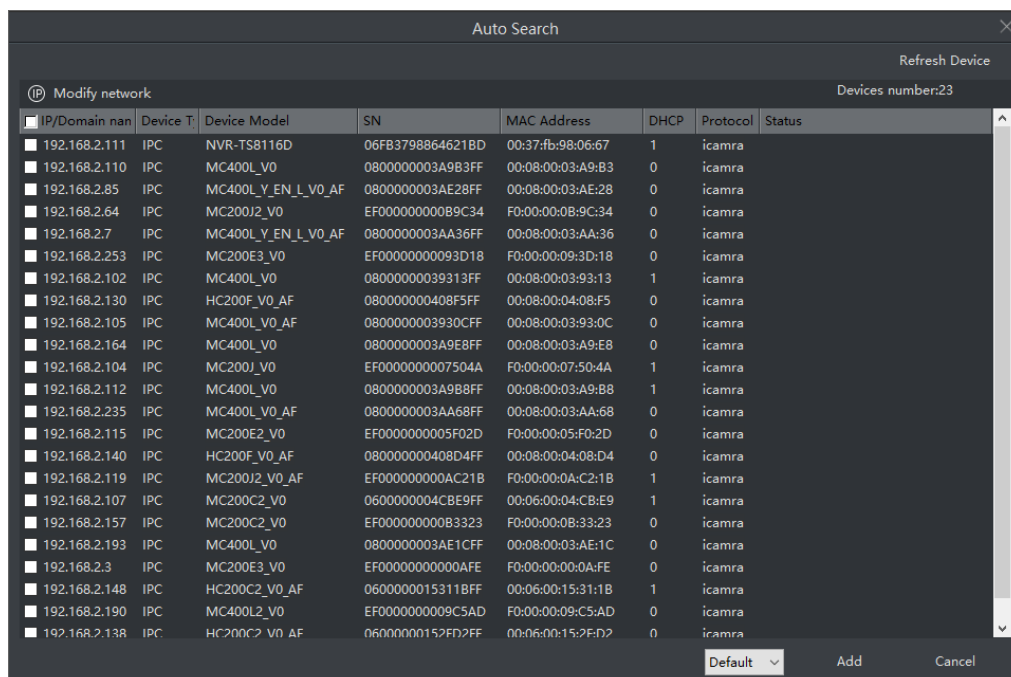 Auto Search
Refresh Device
IP Modify network Devices number:23
IP/Domain nan Device T Device Model SN MAC Address DHCP Protocol Status
192.168.2.111 IPC NVR-TS8116D 06FB3798864621BD 00:37:fb:98:06:67 1 icamra
192.168.2.110 IPC MC400L_V0 0800000003A9B3FF 00:08:00:03:A9:B3 0 icamra
192.168.2.85 IPC MC400L_Y_EN_L_V0_AF 0800000003AE28FF 00:08:00:03:AE:28 0 icamra
192.168.2.64 IPC MC200J2_V0 EF000000000B9C34 F0:00:00:0B:9C:34 0 icamra
192.168.2.7 IPC MC400L_Y_EN_L_V0_AF 0800000003AA36FF 00:08:00:03:AA:36 0 icamra
192.168.2.253 IPC MC200E3_V0 EF00000000093D18 F0:00:00:09:3D:18 0 icamra
192.168.2.102 IPC MC400L_V0 08000000039313FF 00:08:00:03:93:13 1 icamra
192.168.2.130 IPC HC200F_V0_AF 080000000408F5FF 00:08:00:04:08:F5 0 icamra
192.168.2.105 IPC MC400L_V0_AF 0800000003930CFF 00:08:00:03:93:0C 0 icamra
192.168.2.164 IPC MC400L_V0 0800000003A9E8FF 00:08:00:03:A9:E8 0 icamra
192.168.2.104 IPC MC200J_V0 EF0000000007504A F0:00:00:07:50:4A 1 icamra
192.168.2.112 IPC MC400L_V0 0800000003A9B8FF 00:08:00:03:A9:B8 1 icamra
192.168.2.235 IPC MC400L_V0_AF 0800000003AA68FF 00:08:00:03:AA:68 0 icamra
192.168.2.115 IPC MC200E2_V0 EF0000000005F02D F0:00:00:05:F0:2D 0 icamra
192.168.2.140 IPC HC200F_V0_AF 080000000408D4FF 00:08:00:04:08:D4 0 icamra
192.168.2.119 IPC MC200J2_V0_AF EF000000000AC21B F0:00:00:0A:C2:1B 1 icamra
192.168.2.107 IPC MC200C2_V0 0600000004CBE9FF 00:06:00:04:CB:E9 1 icamra
192.168.2.157 IPC MC200C2_V0 EF000000000B3323 F0:00:00:0B:33:23 0 icamra
192.168.2.193 IPC MC400L_V0 0800000003AE1CFF 00:08:00:03:AE:1C 0 icamra
192.168.2.3 IPC MC200E3_V0 EF00000000000AFE F0:00:00:00:0A:FE 0 icamra
192.168.2.148 IPC HC200C2_V0_AF 0600000015311BFF 00:06:00:15:31:1B 1 icamra
192.168.2.190 IPC MC400L2_V0 EF0000000009C5AD F0:00:00:09:C5:AD 0 icamra
192.168.2.138 IPC HC200C2_V0_AF 06000000152FD2FF 00:06:00:15:2F:D2 0 icamra
Default Add Cancel